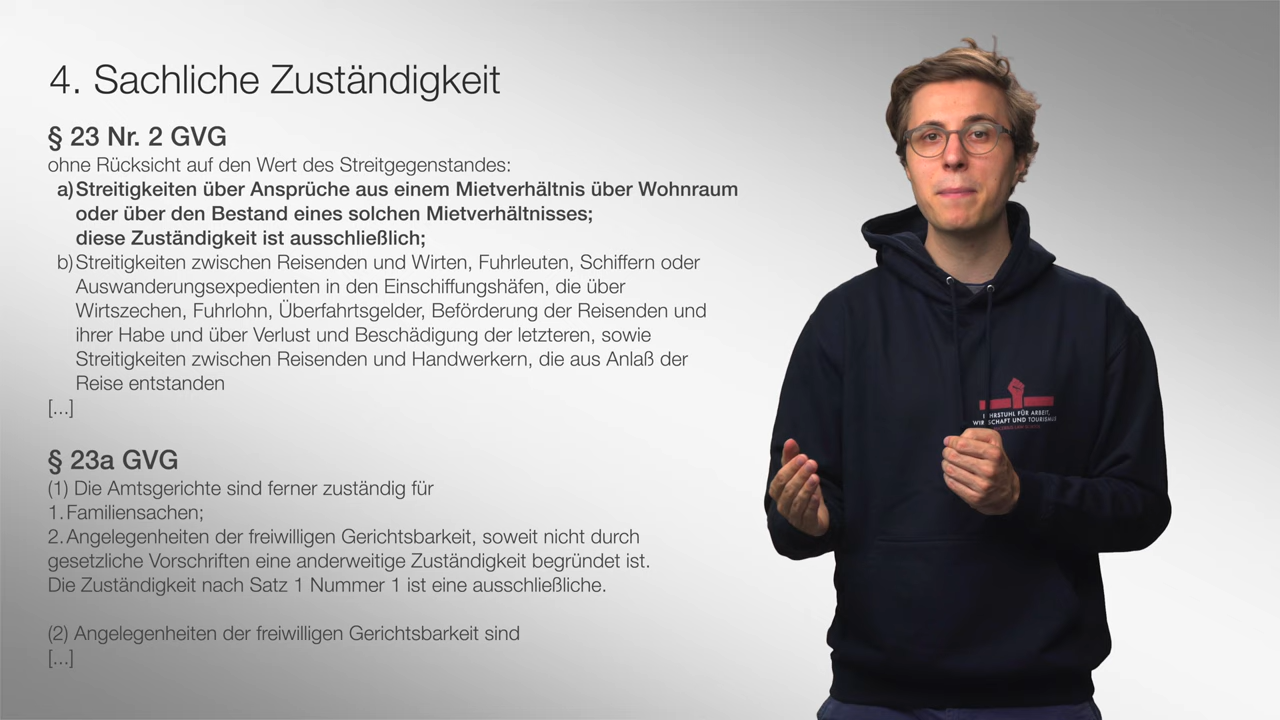 4. Sachliche Zuständigkeit
§ 23 Nr. 2 GVG
ohne Rücksicht auf den Wert des Streitgegenstandes:
a) Streitigkeiten über Ansprüche aus einem Mietverhältnis über Wohnraum
oder über den Bestand eines solchen Mietverhältnisses;
diese Zuständigkeit ist ausschließlich;
b) Streitigkeiten zwischen Reisenden und Wirten, Fuhrleuten, Schiffern oder
Auswanderungsexpedienten in den Einschiffungshäfen, die über
Wirtszechen, Fuhrlohn, Überfahrtsgelder, Beförderung der Reisenden und
ihrer Habe und über Verlust und Beschädigung der letzteren, sowie
Streitigkeiten zwischen Reisenden und Handwerkern, die aus Anlaß der
Reise entstanden
[...]
§ 23a GVG
(1) Die Amtsgerichte sind ferner zuständig für
1. Familiensachen;
2. Angelegenheiten der freiwilligen Gerichtsbarkeit, soweit nicht durch
gesetzliche Vorschriften eine anderweitige Zuständigkeit begründet ist.
Die Zuständigkeit nach Satz 1 Nummer 1 ist eine ausschließliche.
(2) Angelegenheiten der freiwilligen Gerichtsbarkeit sind
[...]
FÜR ARBEIT,
UND TOURISMUS